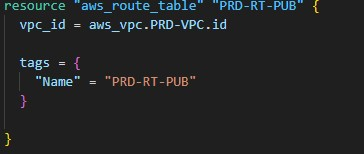 resource "aws_route_table" "PRD-RT-PUB" {
  vpc_id = aws_vpc.PRD-VPC.id
  tags = {
    "Name" = "PRD-RT-PUB"
  }
}